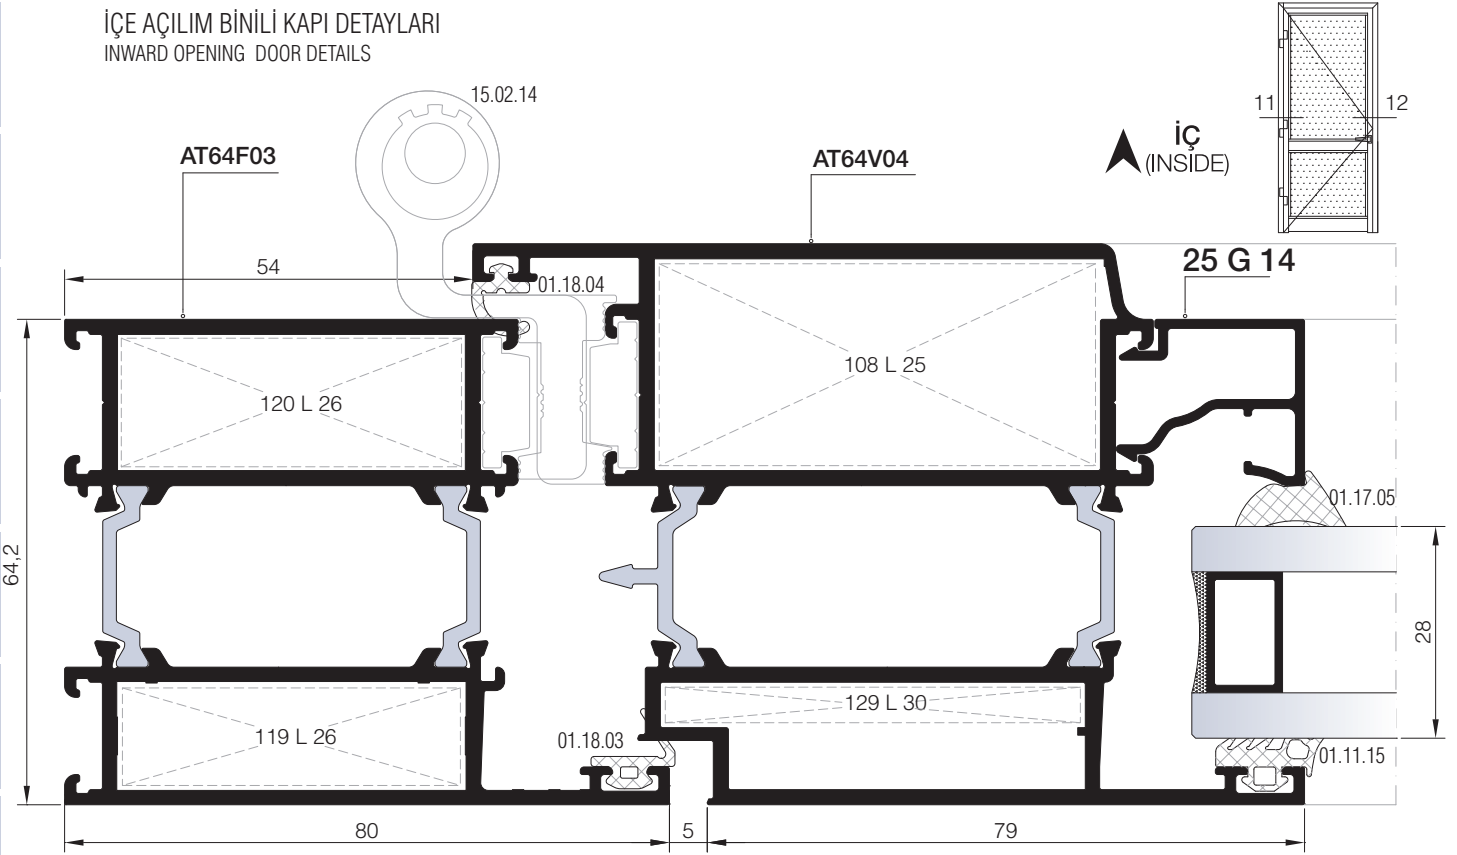 İÇE AÇILIM BİNİLİ KAPI DETAYLARI
INWARD OPENING DOOR DETAILS
15.02.14
11
12
İÇ
(INSIDE)
AT64F03
AT64V04
25 G 14
54
01.18.04
108 L 25
120 L 26
01.17.05
64,2
28
129 L 30
119 L 26
01.18.03
01.11.15
80
5
79